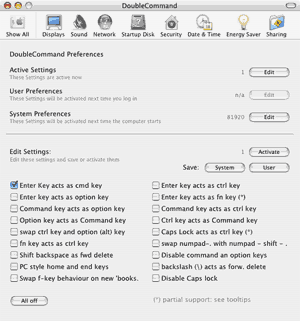 DoubleCommand
Show All Displays Sound Network Startup Disk Security Date & Time Energy Saver Sharing
DoubleCommand Preferences
Active Settings 1 Edit
These Settings are active now
User Preferences n/a Edit
These Settings will be activated next time you log in
System Preferences 81920 Edit
These Settings will be activated next time the computer starts
Edit Settings: 1 Activate
Edit these settings and save or activate them
Save: System User
Enter Key acts as cmd key
Enter key acts as ctrl key
Enter key acts as option key
Enter key acts as fn key (*)
Command key acts as option key
Command key acts as ctrl key
Option key acts as Command key
Ctrl key acts as Command key
swap ctrl key and option (alt) key
Caps Lock acts as ctrl key (*)
fn key acts as ctrl key
swap numpad-. with numpad - shift - .
Shift backspace as fwd delete
Disable command an option keys
PC style home and end keys
backslash (\) acts as forw. delete
Swap f-key behaviour on new 'books.
Disable Caps lock
All off
(*) partial support: see tooltips